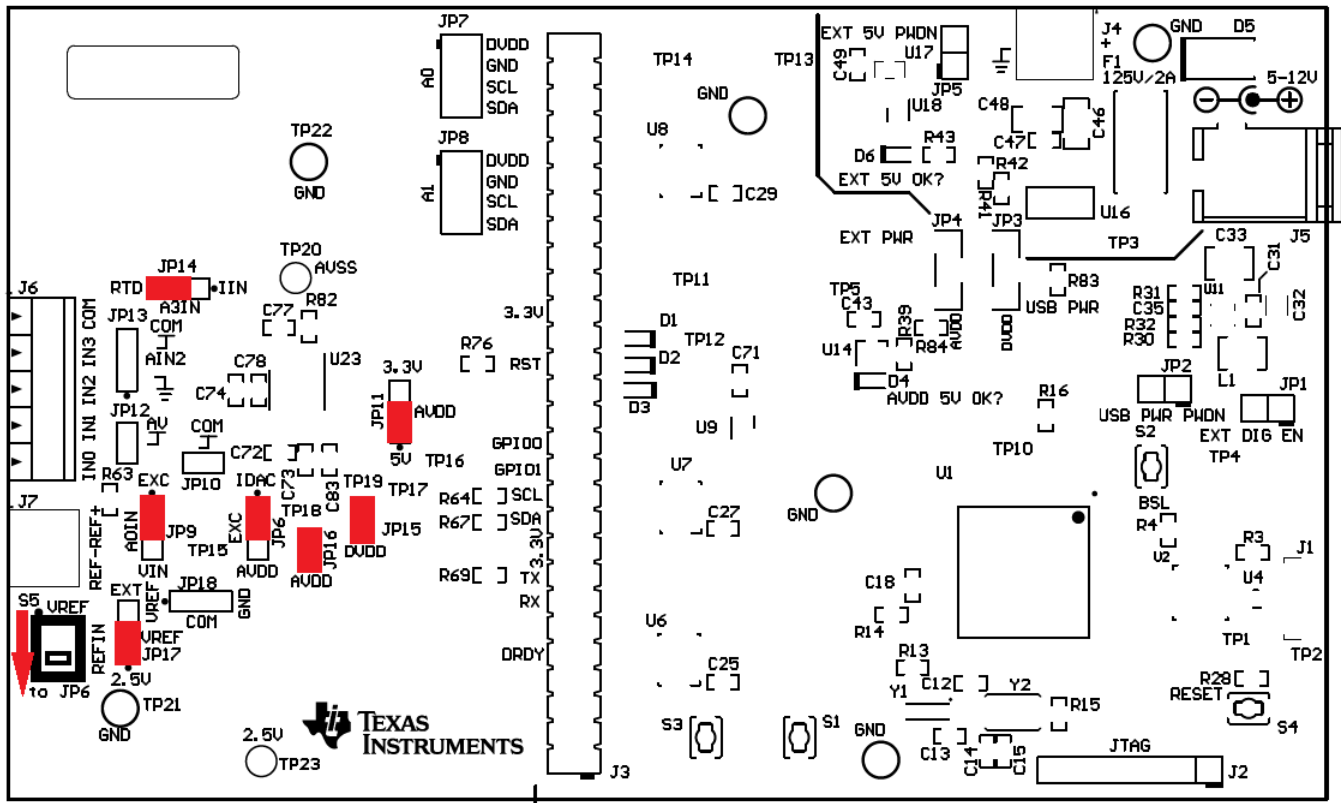 JP7
DVDD
GND
SCL
SDA
A0
JP8
DVDD
GND
SCL
SDA
A1
TP22
GND
TP20
AVSS
JP14
RTD
IIN
A3IN
J6
IN0 IN1 IN2 IN3 COM
JP13
COM
AIN2
JP12
AV
COM
JP10
R63
C77
R82
C78
C74
U23
C72
C73
C83
3.3V
JP11
AVDD
5V
R76
3.3V
RST
GPIO0
GPIO1
SCL
SDA
3.3V
TX
RX
DRDY
TP16
TP17
R64
R67
R69
J7
REF-REF+
EXC
A0IN
JP9
VIN
TP15
IDAC
EXC
JP6
AVDD
TP18
JP16
AVDD
TP19
JP15
DVDD
S5
VREF
to JP6
REFIN
EXT
VREF
JP17
2.5V
VREF
JP18
COM
GND
TP21
GND
2.5V
TP23
TEXAS
INSTRUMENTS
J3
TP14
TP13
GND
U8
C29
TP11
D1
D2
D3
TP12
C71
U9
U7
C27
GND
U6
C25
S3
S1
GND
EXT 5V PWDN
C49
U17
JP5
U18
D6
R43
EXT 5V OK?
J4
+
F1
125V/2A
GND
D5
5-12V
C48
C47
C46
R42
R41
U16
J5
EXT PWR
JP4
JP3
TP3
AVDD
DVDD
R83
USB PWR
TP5
C43
R39
R84
U14
D4
AVDD 5V OK?
C33
C31
C32
U11
R31
C35
R32
R30
L1
JP2
USB PWR PWDN
JP1
EXT DIG EN
TP4
R16
TP10
S2
BSL
U1
R4
U2
R3
U4
J1
TP1
TP2
C18
R14
R13
C12
Y1
Y2
R15
C13
C14
C15
R28
RESET
S4
JTAG
J2